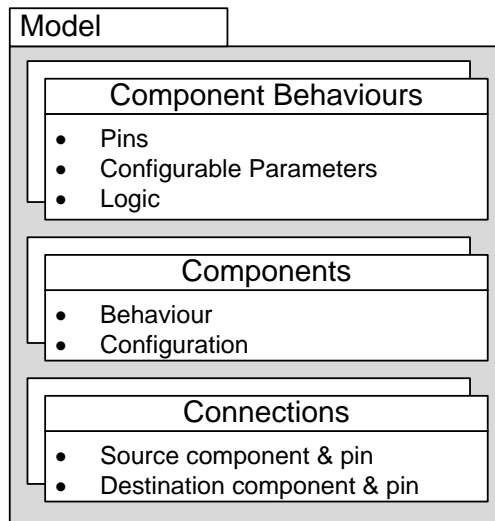 Model
Component Behaviours
• Pins
• Configurable Parameters
• Logic
Components
• Behaviour
• Configuration
Connections
• Source component & pin
• Destination component & pin